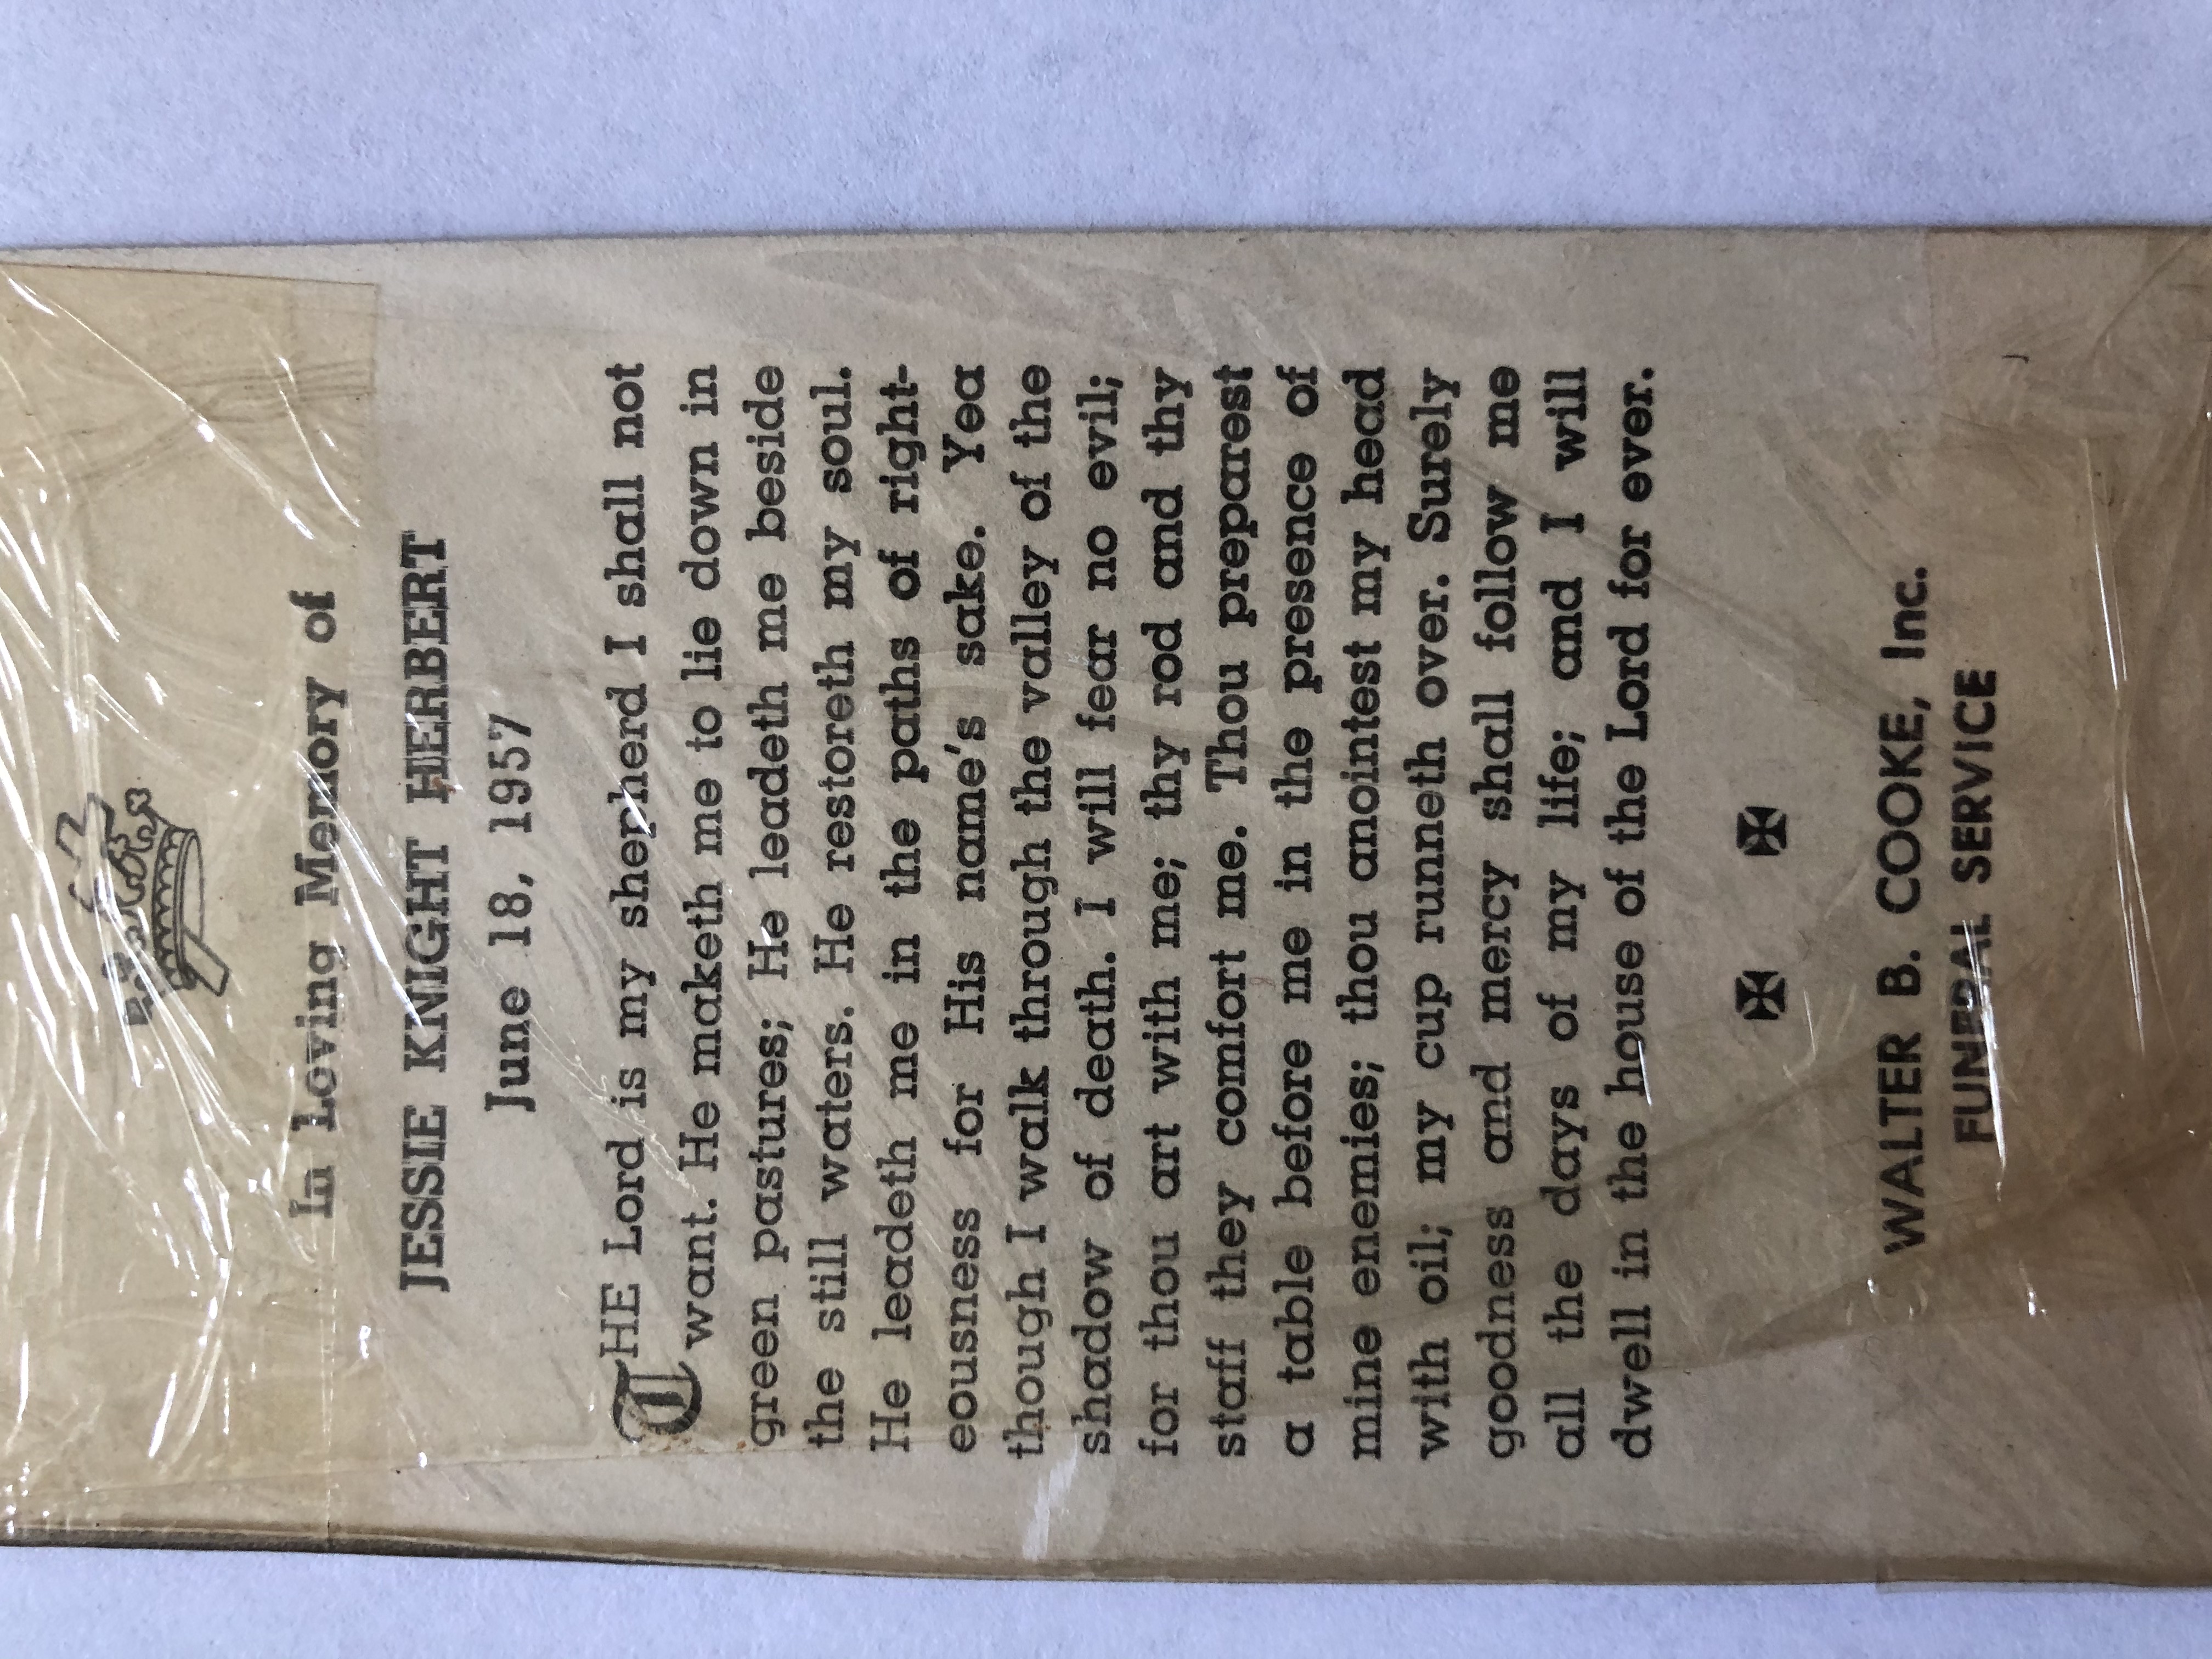 In Loving Memory of
JESSIE KNIGHT HERBERT
June 18, 1957
THE Lord is my shepherd I shall not
want. He maketh me to lie down in
green pastures; He leadeth me beside
the still waters. He restoreth my soul.
He leadeth me in the paths of right-
eousness for His name's sake. Yea
though I walk through the valley of the
shadow of death. I will fear no evil;
for thou art with me; thy rod and thy
staff they comfort me. Thou preparest
a table before me in the presence of
mine enemies; thou anointest my head
with oil; my cup runneth over. Surely
goodness and mercy shall follow me
all the days of my life; and I will
dwell in the house of the Lord for ever.
WALTER B. COOKE, Inc.
FUNERAL SERVICE